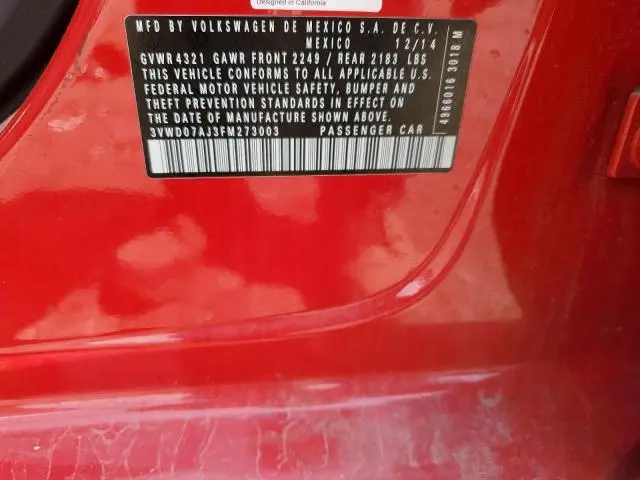 Designed in California
MFD BY VOLKSWAGEN DE MEXICO S.A. DE C.V.
MEXICO 12/14
GVWR 4321 GAWR FRONT 2249 / REAR 2183 LBS
THIS VEHICLE CONFORMS TO ALL APPLICABLE U.S.
FEDERAL MOTOR VEHICLE SAFETY, BUMPER AND
THEFT PREVENTION STANDARDS IN EFFECT ON
THE DATE OF MANUFACTURE SHOWN ABOVE.
3VWD07AJ3FM273003 PASSENGER CAR
4966016 3018 M